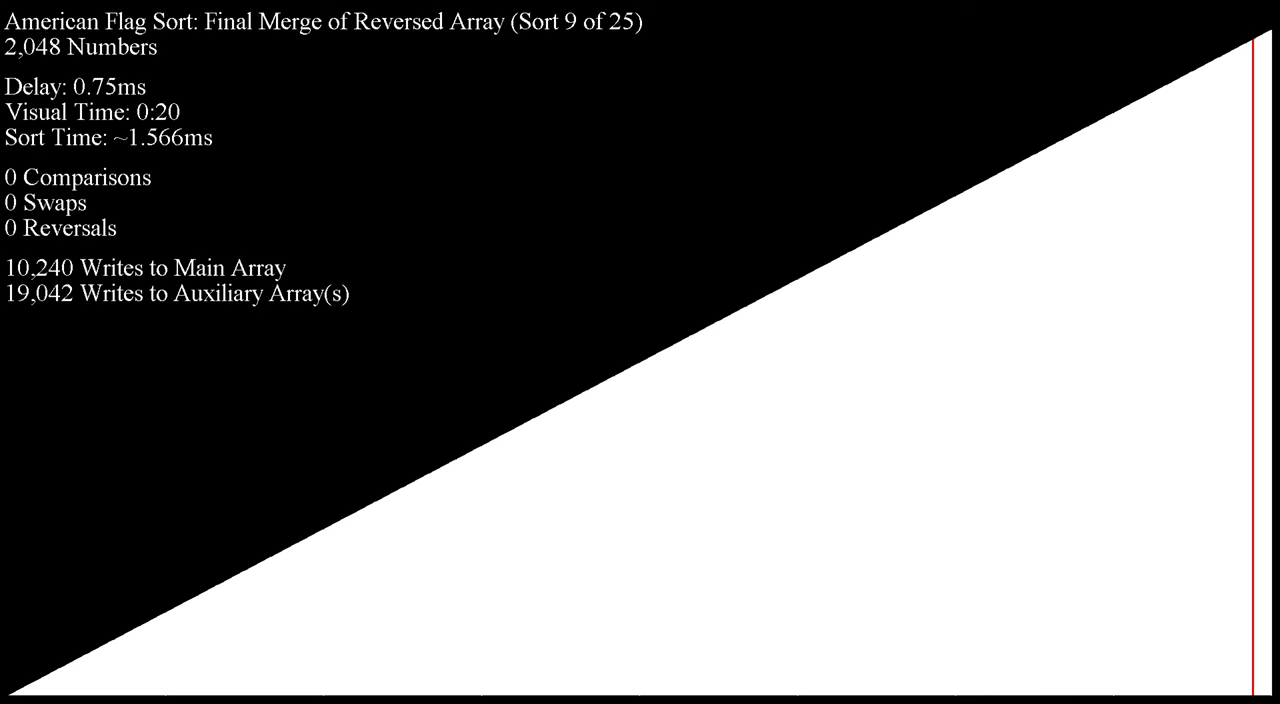 American Flag Sort: Final Merge of Reversed Array (Sort 9 of 25)
2,048 Numbers
Delay: 0.75ms
Visual Time: 0:20
Sort Time: ~1.566ms
0 Comparisons
0 Swaps
0 Reversals
10,240 Writes to Main Array
19,042 Writes to Auxiliary Array(s)